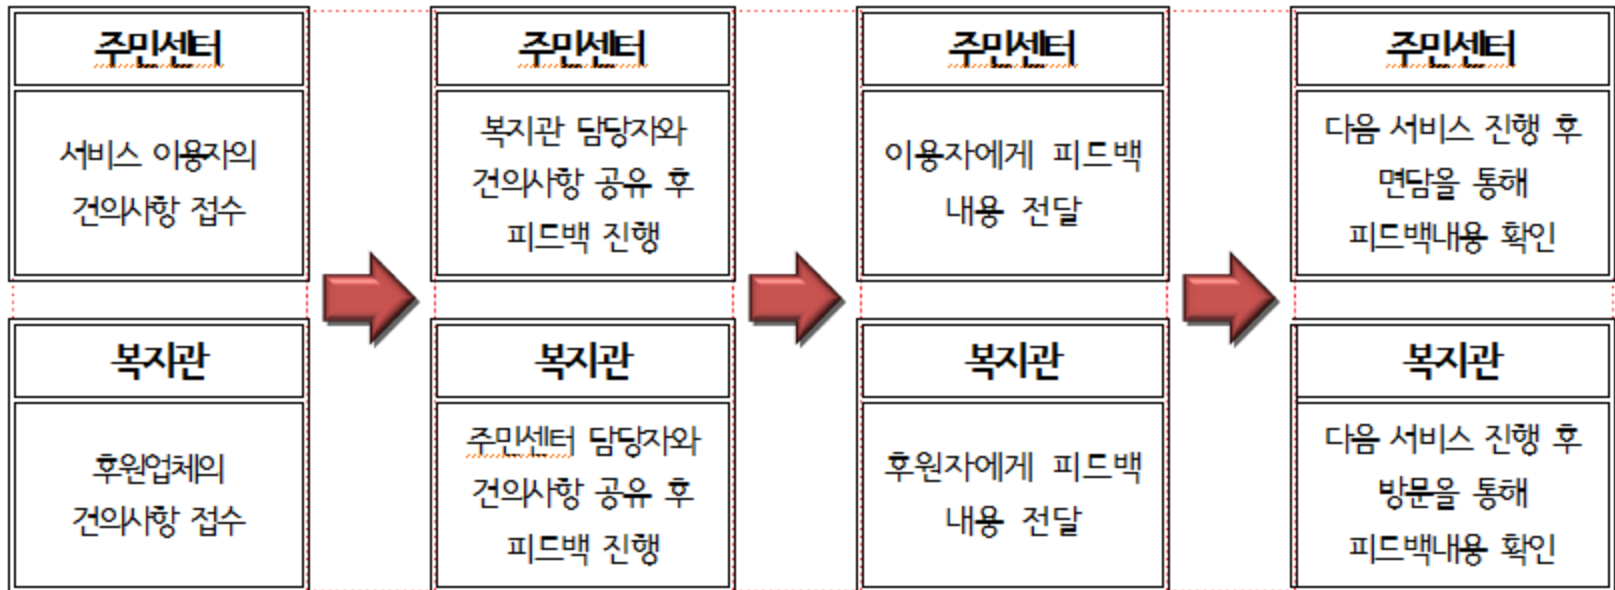 주민센터
서비스 이용자의
건의사항 접수
복지관
후원업체의
건의사항 접수
주민센터
복지관 담당자와
건의사항 공유 후
피드백 진행
복지관
주민센터 담당자와
건의사항 공유 후
피드백 진행
주민센터
이용자에게 피드백
내용 전달
복지관
후원자에게 피드백
내용 전달
주민센터
다음 서비스 진행 후
면담을 통해
피드백내용 확인
복지관
다음 서비스 진행 후
방문을 통해
피드백내용 확인